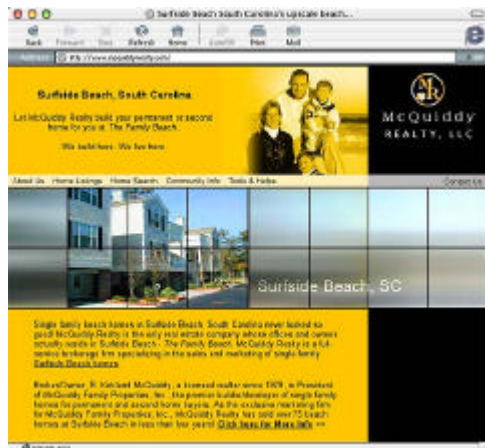 Surfside Beach South Carolina's upscale beach...
Back Forward Stop Refresh Home AutoFill Print Mail
Address
Surfside Beach, South Carolina
Let McQuiddy Realty build your permanent or second
home for you at The Family Beach.
We build here. We live here.
McQuiddy
REALTY, LLC
About Us Home Listings Home Search Community Info Tools & Helps Contact Us
Surfside Beach, SC
Single family beach homes in Surfside Beach, South Carolina never looked so
good! McQuiddy Realty is the only real estate company whose offices and owners
actually reside in Surfside Beach - The Family Beach. McQuiddy Realty is a full-
service brokerage firm specializing in the sales and marketing of single family
Surfside Beach homes.
Broker/Owner, R. Kirkland McQuiddy, a licensed realtor since 1978, is President
of McQuiddy Family Properties, Inc., the premier builder/developer of single family
homes for permanent and second home buyers. As the exclusive marketing firm
for McQuiddy Family Properties, Inc., McQuiddy Realty has sold over 75 beach
homes at Surfside Beach in less than four years! Click here for More Info >>